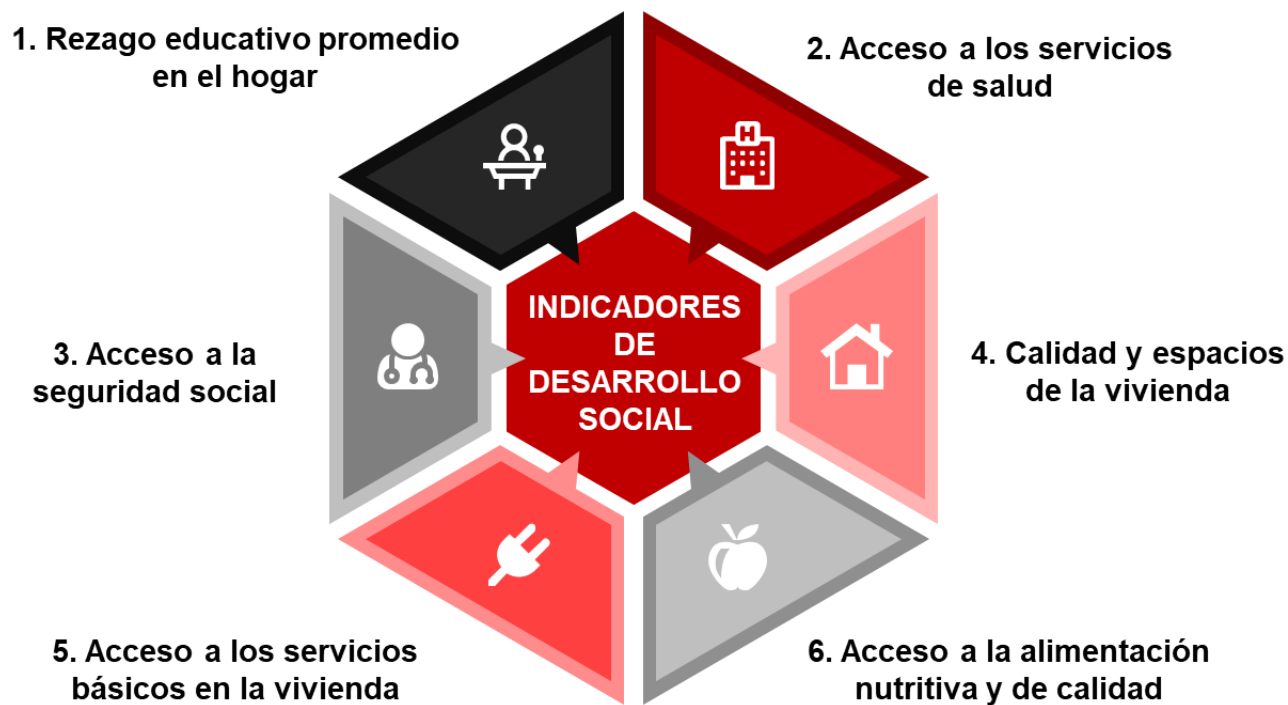 1. Rezago educativo promedio
en el hogar
2. Acceso a los servicios
de salud
H
INDICADORES
DE
DESARROLLO
SOCIAL
3. Acceso a la
seguridad social
4. Calidad y espacios
de la vivienda
5. Acceso a los servicios
básicos en la vivienda
6. Acceso a la alimentación
nutritiva y de calidad